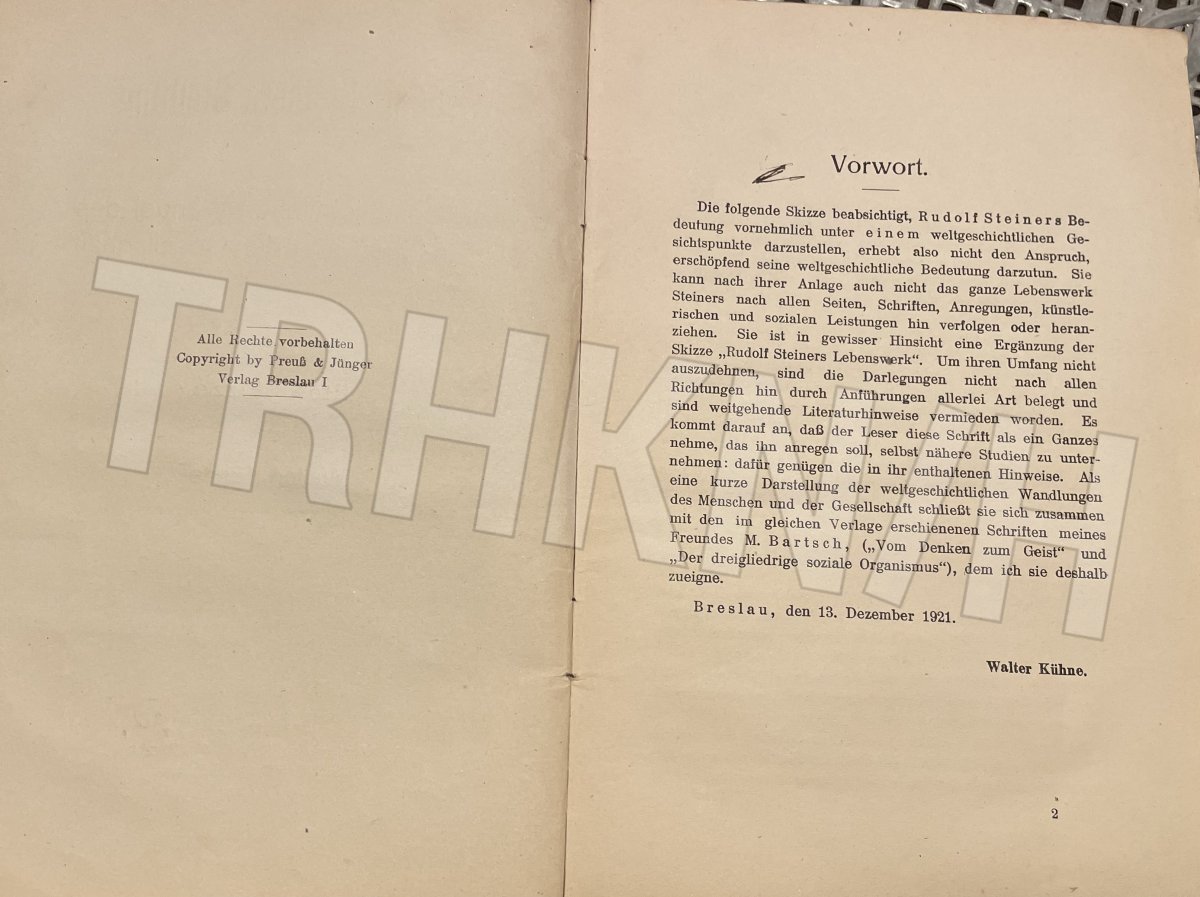 Alle Rechte vorbehalten
Copyright by Preuß & Jünger
Verlag Breslau I
Vorwort.
Die folgende Skizze beabsichtigt, Rudolf Steiners Be-
deutung vornehmlich unter einem weltgeschichtlichen Ge-
sichtspunkte darzustellen, erhebt also nicht den Anspruch,
erschöpfend seine weltgeschichtliche Bedeutung darzutun. Sie
kann nach ihrer Anlage auch nicht das ganze Lebenswerk
Steiners nach allen Seiten, Schriften, Anregungen, künstle-
rischen und sozialen Leistungen hin verfolgen oder heran-
ziehen. Sie ist in gewisser Hinsicht eine Ergänzung der
Skizze „Rudolf Steiners Lebenswerk“. Um ihren Umfang nicht
auszudehnen, sind die Darlegungen nicht nach allen
Richtungen hin durch Anführungen allerlei Art belegt und
sind weitgehende Literaturhinweise vermieden worden. Es
kommt darauf an, daß der Leser diese Schrift als ein Ganzes
nehme, das ihn anregen soll, selbst nähere Studien zu unter-
nehmen: dafür genügen die in ihr enthaltenen Hinweise. Als
eine kurze Darstellung der weltgeschichtlichen Wandlungen
des Menschen und der Gesellschaft schließt sie sich zusammen
mit den im gleichen Verlage erschienenen Schriften meines
Freundes M. Bartsch, („Vom Denken zum Geist“ und
„Der dreigliedrige soziale Organismus“), dem ich sie deshalb
zueigne.
Breslau, den 13. Dezember 1921.
Walter Kühne.
2